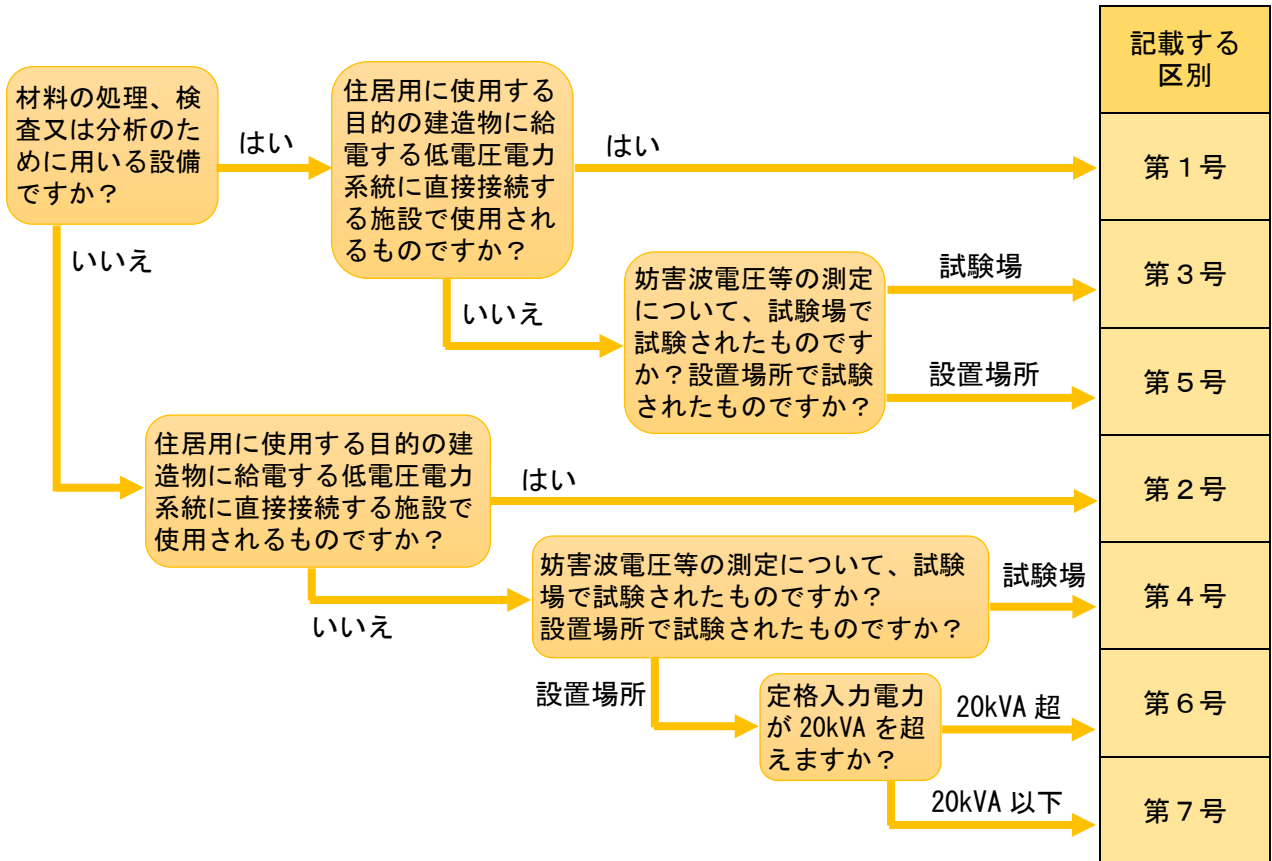 記載する
区別
材料の処理、検
査又は分析のた
めに用いる設備
ですか？
はい
住居用に使用する
目的の建造物に給
電する低電圧電力
系統に直接接続す
る施設で使用され
るものですか？
はい
第１号
いいえ
いいえ
妨害波電圧等の測定
について、試験場で
試験されたものです
か？設置場所で試験
されたものですか？
試験場
第３号
設置場所
第５号
住居用に使用する目的の建
造物に給電する低電圧電力
系統に直接接続する施設で
使用されるものですか？
はい
第２号
いいえ
妨害波電圧等の測定について、試験
場で試験されたものですか？
設置場所で試験されたものですか？
試験場
第４号
設置場所
定格入力電力
が 20kVA を超
えますか？
20kVA 超
第６号
20kVA 以下
第７号